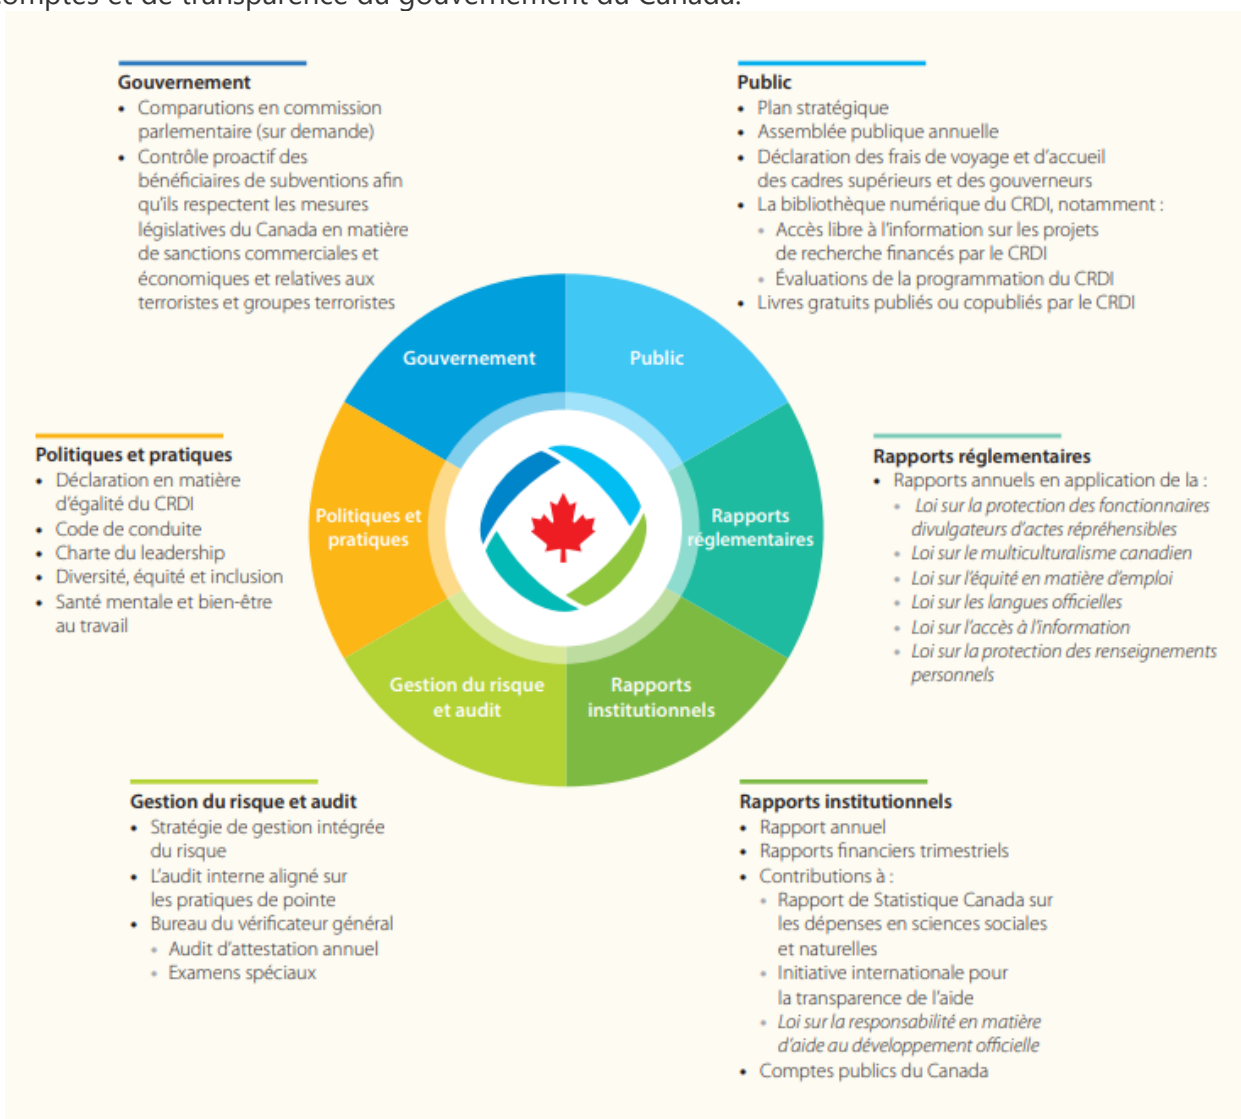 comptes et de transparence du gouvernement du Canada.
Gouvernement
• Comparutions en commission
parlementaire (sur demande)
• Contrôle proactif des
bénéficiaires de subventions afin
qu'ils respectent les mesures
législatives du Canada en matière
de sanctions commerciales et
économiques et relatives aux
terroristes et groupes terroristes
Public
• Plan stratégique
• Assemblée publique annuelle
• Déclaration des frais de voyage et d'accueil
des cadres supérieurs et des gouverneurs
• La bibliothèque numérique du CRDI, notamment :
• Accès libre à l'information sur les projets
de recherche financés par le CRDI
• Évaluations de la programmation du CRDI
• Livres gratuits publiés ou copubliés par le CRDI
Gouvernement
Public
Politiques et
pratiques
Rapports
réglementaires
Gestion du risque
et audit
Rapports
institutionnels
Politiques et pratiques
• Déclaration en matière
d'égalité du CRDI
• Code de conduite
• Charte du leadership
• Diversité, équité et inclusion
• Santé mentale et bien-être
au travail
Rapports réglementaires
• Rapports annuels en application de la :
• Loi sur la protection des fonctionnaires
divulgateurs d'actes répréhensibles
• Loi sur le multiculturalisme canadien
• Loi sur l'équité en matière d'emploi
• Loi sur les langues officielles
• Loi sur l'accès à l'information
• Loi sur la protection des renseignements
personnels
Gestion du risque et audit
• Stratégie de gestion intégrée
du risque
• L'audit interne aligné sur
les pratiques de pointe
• Bureau du vérificateur général
• Audit d'attestation annuel
• Examens spéciaux
Rapports institutionnels
• Rapport annuel
• Rapports financiers trimestriels
• Contributions à :
• Rapport de Statistique Canada sur
les dépenses en sciences sociales
et naturelles
• Initiative internationale pour
la transparence de l'aide
• Loi sur la responsabilité en matière
d'aide au développement officielle
• Comptes publics du Canada